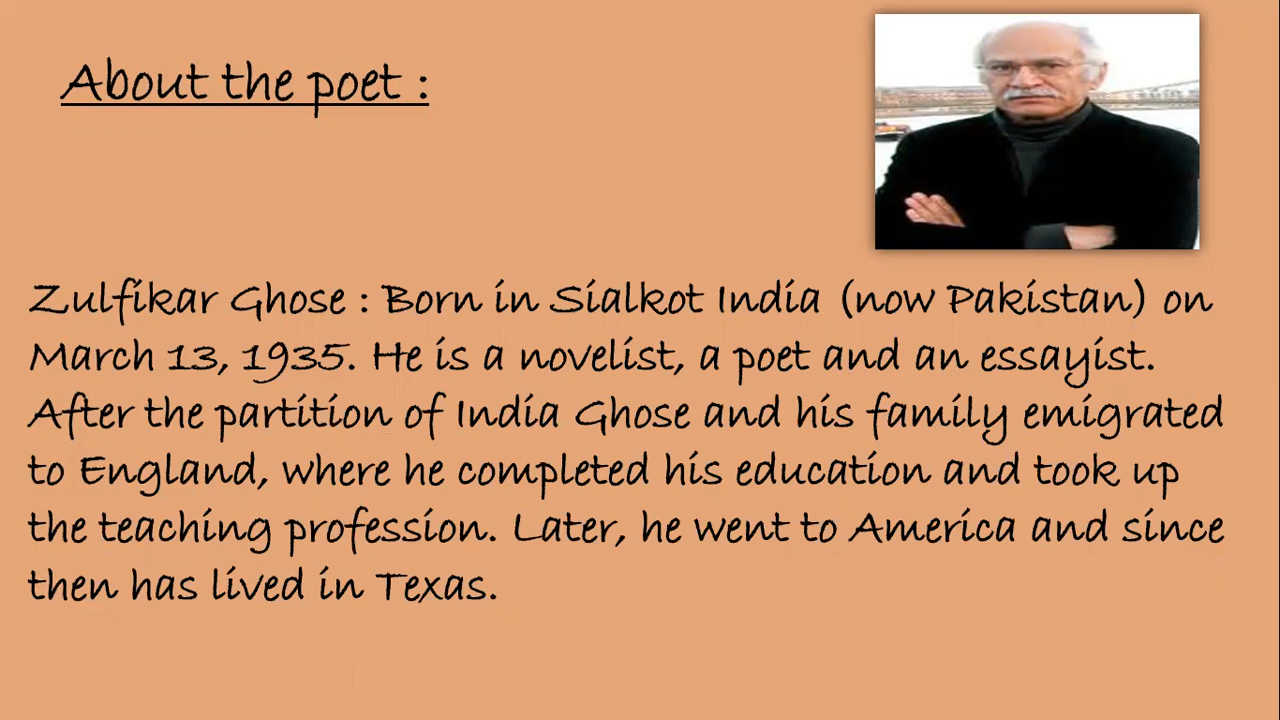 About the poet :
Zulfikar Ghose : Born in Sialkot India (now Pakistan) on
March 13, 1935. He is a novelist, a poet and an essayist.
After the partition of India Ghose and his family emigrated
to England, where he completed his education and took up
the teaching profession. Later, he went to America and since
then has lived in Texas.